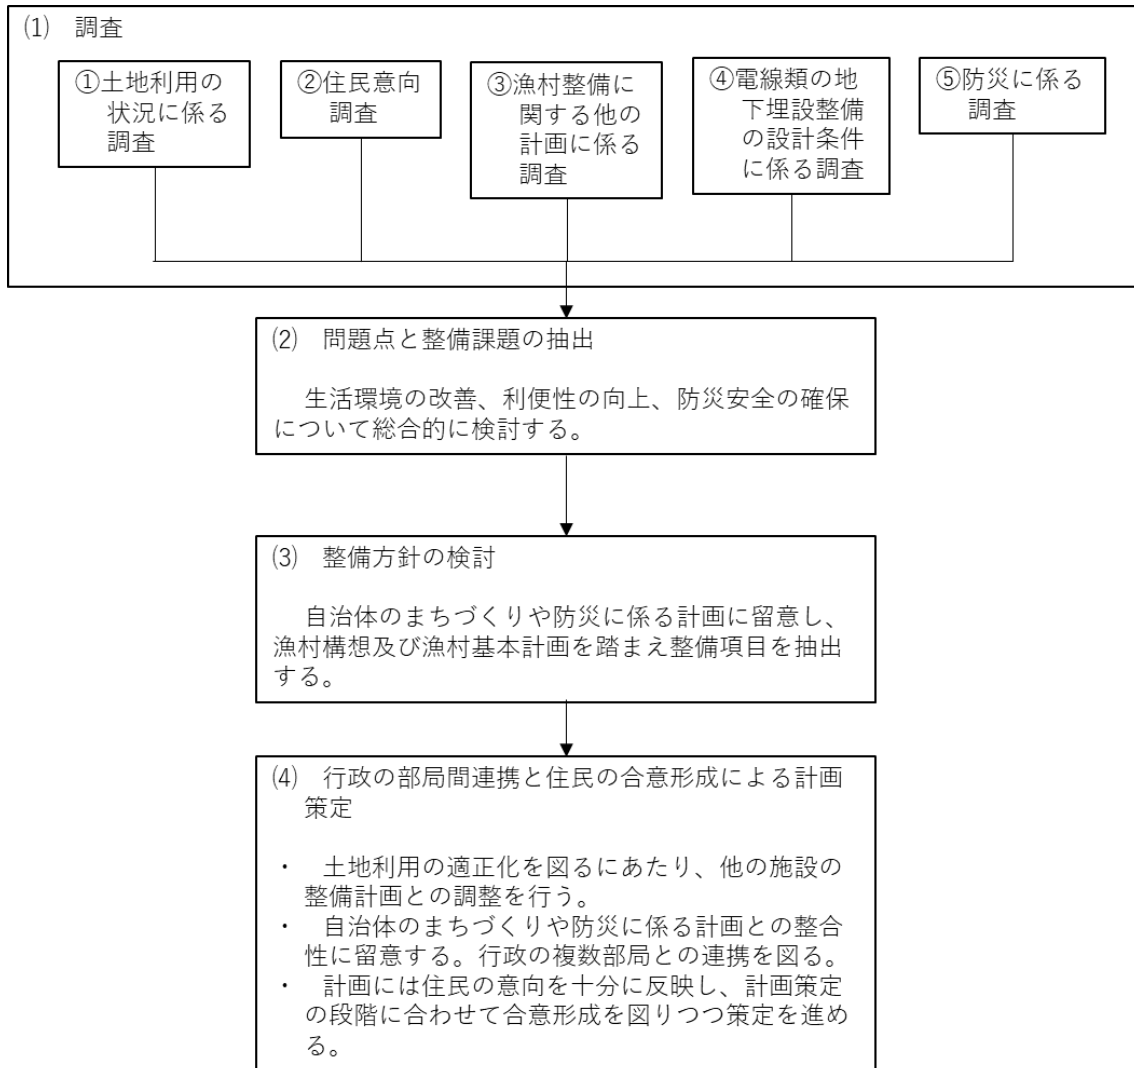 ⑴　調査
①土地利用の
状況に係る
調査
②住民意向
調査
③漁村整備に
関する他の
計画に係る
調査
④電線類の地
下埋設整備
の設計条件
に係る調査
⑤防災に係る
調査
⑵　問題点と整備課題の抽出
生活環境の改善、利便性の向上、防災安全の確保
について総合的に検討する。
⑶　整備方針の検討
自治体のまちづくりや防災に係る計画に留意し、
漁村構想及び漁村基本計画を踏まえ整備項目を抽出
する。
⑷　行政の部局間連携と住民の合意形成による計画
策定
・　土地利用の適正化を図るにあたり、他の施設の
整備計画との調整を行う。
・　自治体のまちづくりや防災に係る計画との整合
性に留意する。行政の複数部局との連携を図る。
・　計画には住民の意向を十分に反映し、計画策定
の段階に合わせて合意形成を図りつつ策定を進め
る。